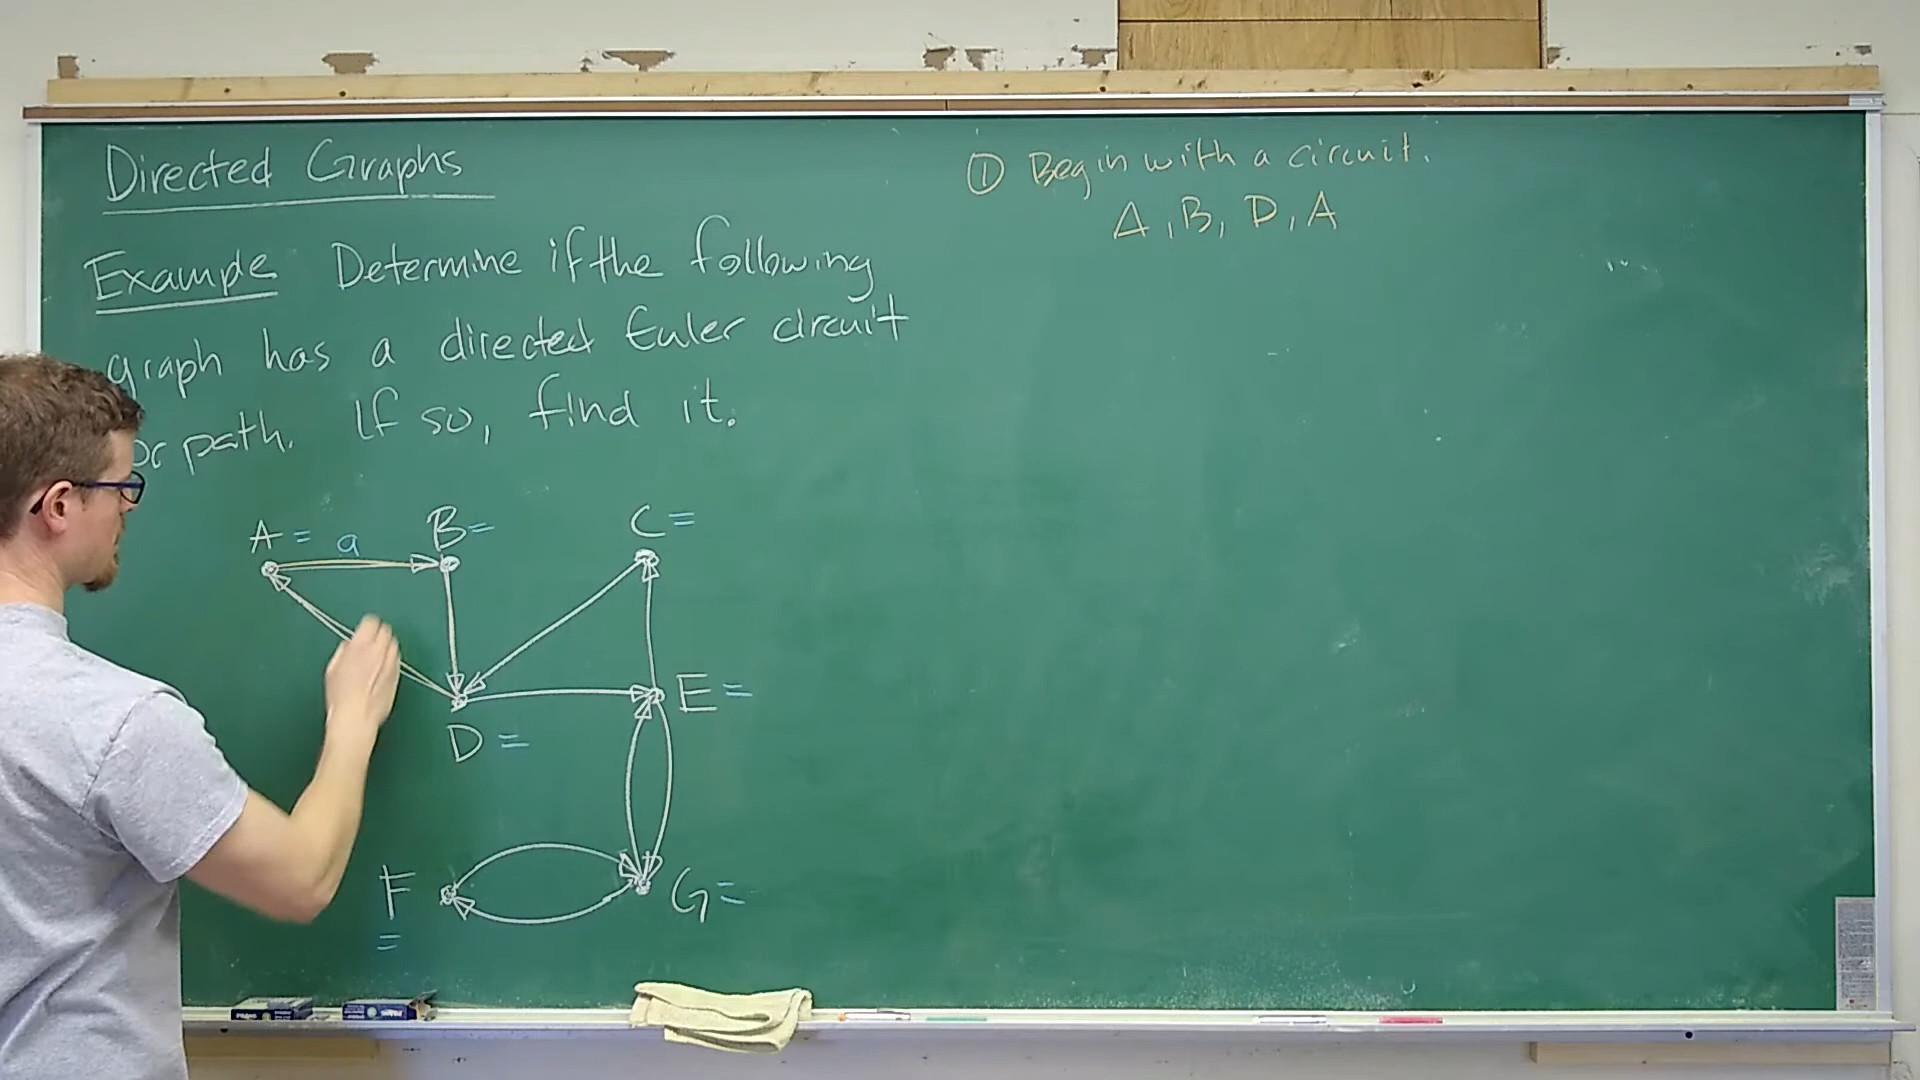 Directed Graphs
Example Determine if the following
graph has a directed Euler circuit
or path. If so, find it.
A = a B = C =
E =
D =
F
=
G =
① Begin with a circuit.
A, B, D, A